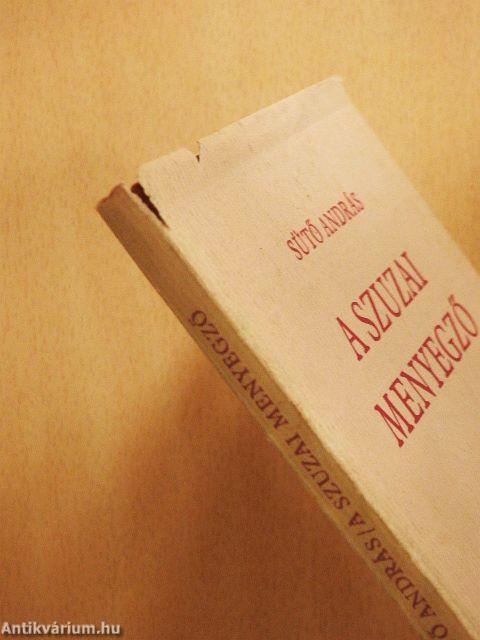 SÜTŐ ANDRÁS
A SZUZAI
MENYEGZŐ
Ő ANDRÁS / A SZUZAI MENYEGZŐ
Antikvárium.hu